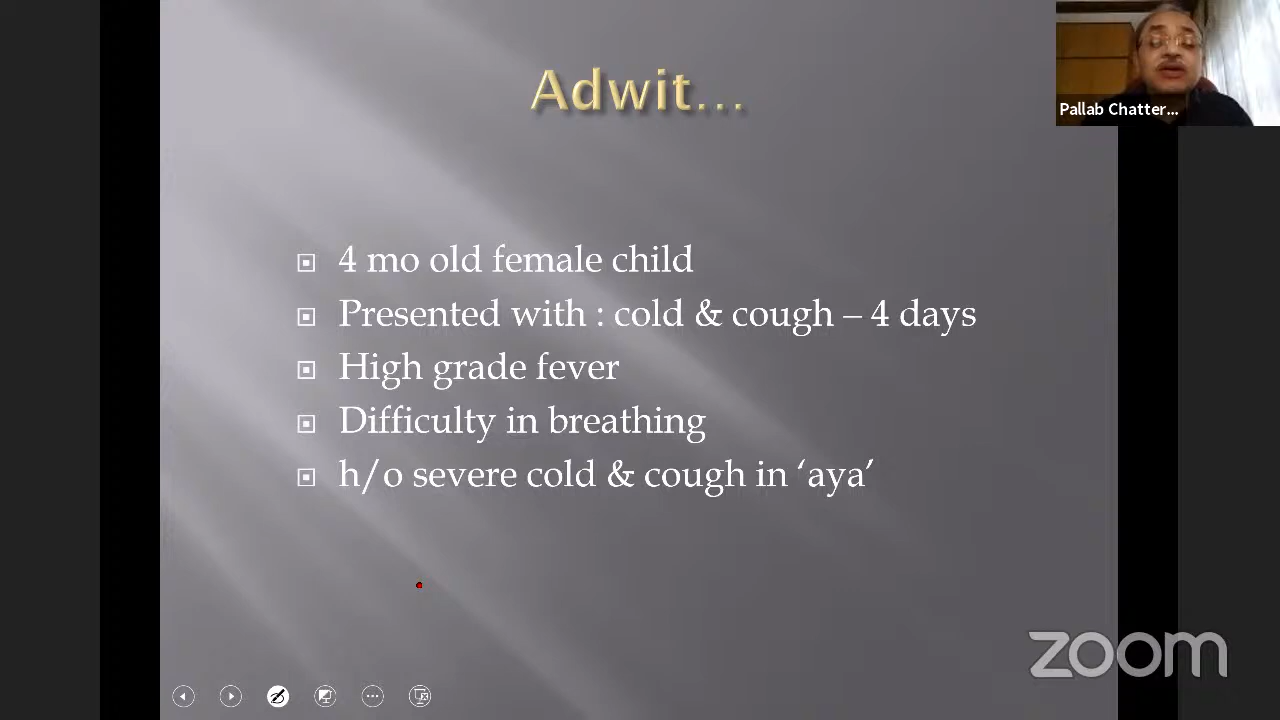 Adwit...
Pallab Chatter...
4 mo old female child
Presented with : cold & cough – 4 days
High grade fever
Difficulty in breathing
h/o severe cold & cough in ‘aya’
zoom